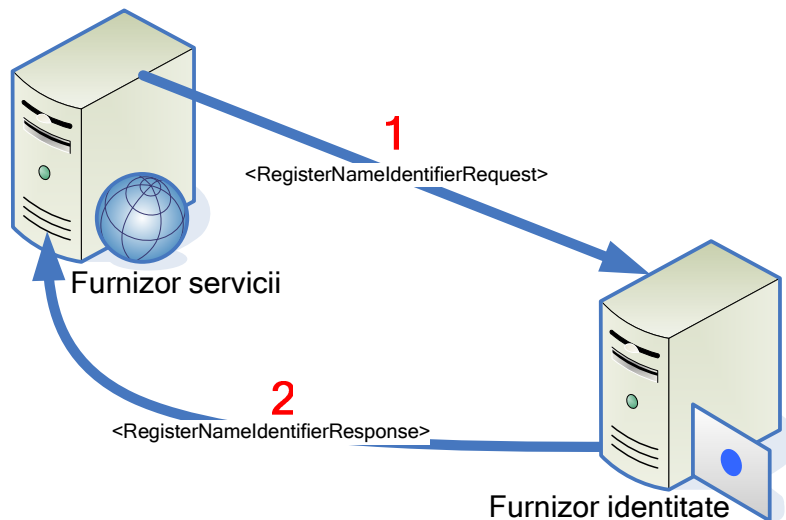 1
<RegisterNameIdentifierRequest>
Furnizor servicii
2
<RegisterNameIdentifierResponse>
Furnizor identitate